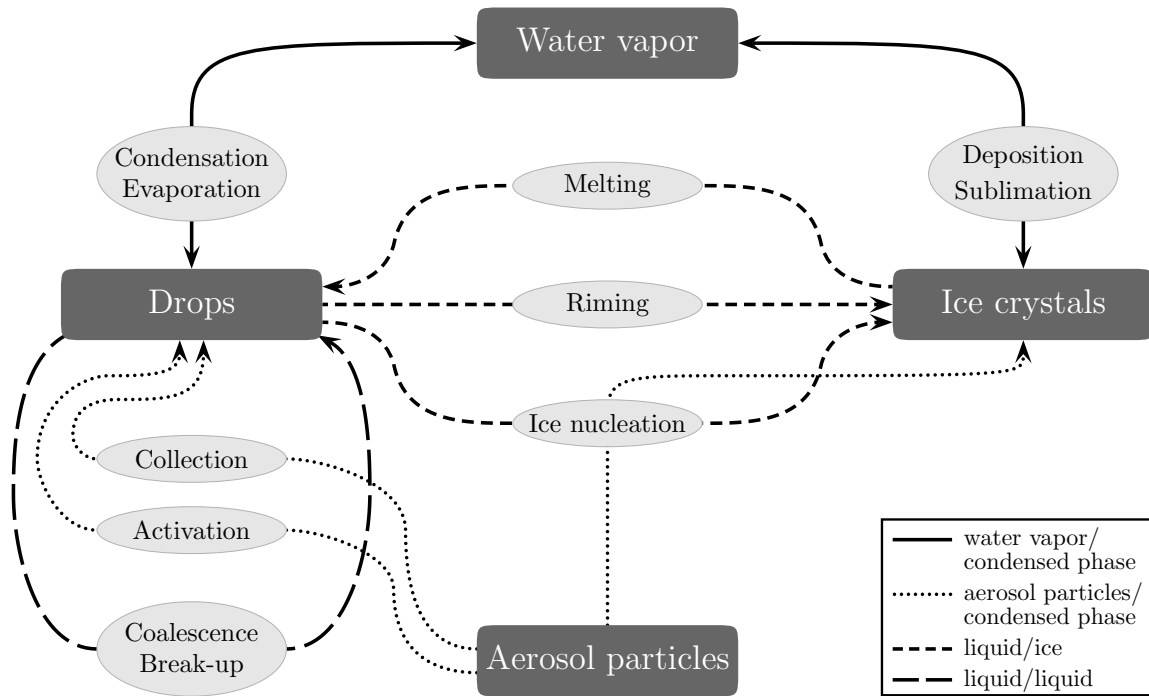 Water vapor
Condensation
Evaporation
Deposition
Sublimation
Melting
Drops
Riming
Ice crystals
Ice nucleation
Collection
Activation
Coalescence
Break-up
Aerosol particles
water vapor/
condensed phase
aerosol particles/
condensed phase
liquid/ice
liquid/liquid